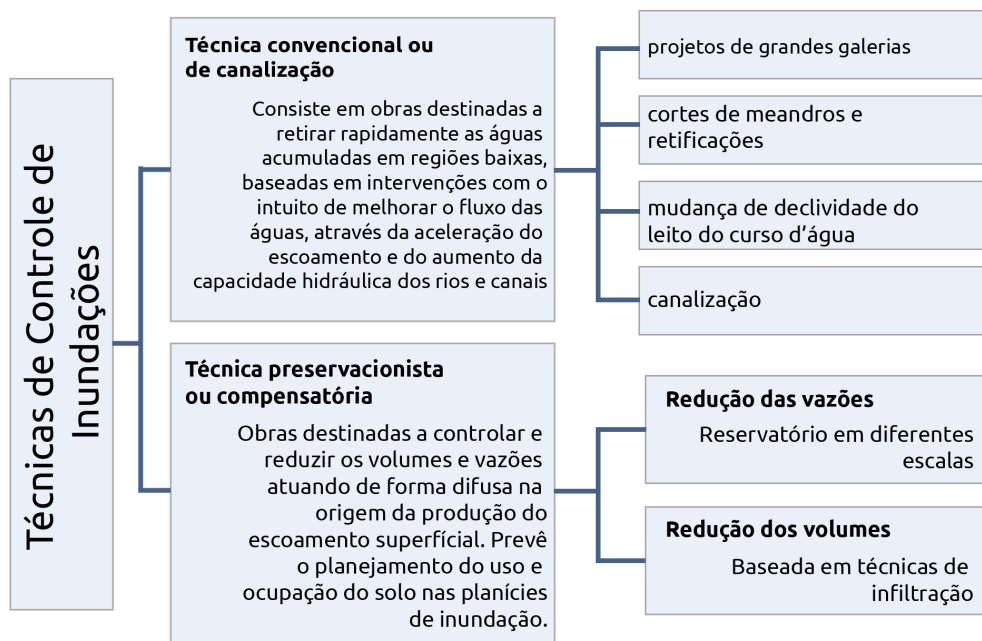 Técnicas de Controle de
Inundações
Técnica convencional ou
de canalização
Consiste em obras destinadas a
retirar rapidamente as águas
acumuladas em regiões baixas,
baseadas em intervenções com o
intuito de melhorar o fluxo das
águas, através da aceleração do
escoamento e do aumento da
capacidade hidráulica dos rios e canais
projetos de grandes galerias
cortes de meandros e
retificações
mudança de declividade do
leito do curso d’água
canalização
Técnica preservacionista
ou compensatória
Obras destinadas a controlar e
reduzir os volumes e vazões
atuando de forma difusa na
origem da produção do
escoamento superfícial. Prevê
o planejamento do uso e
ocupação do solo nas planícies
de inundação.
Redução das vazões
Reservatório em diferentes
escalas
Redução dos volumes
Baseada em técnicas de
infiltração